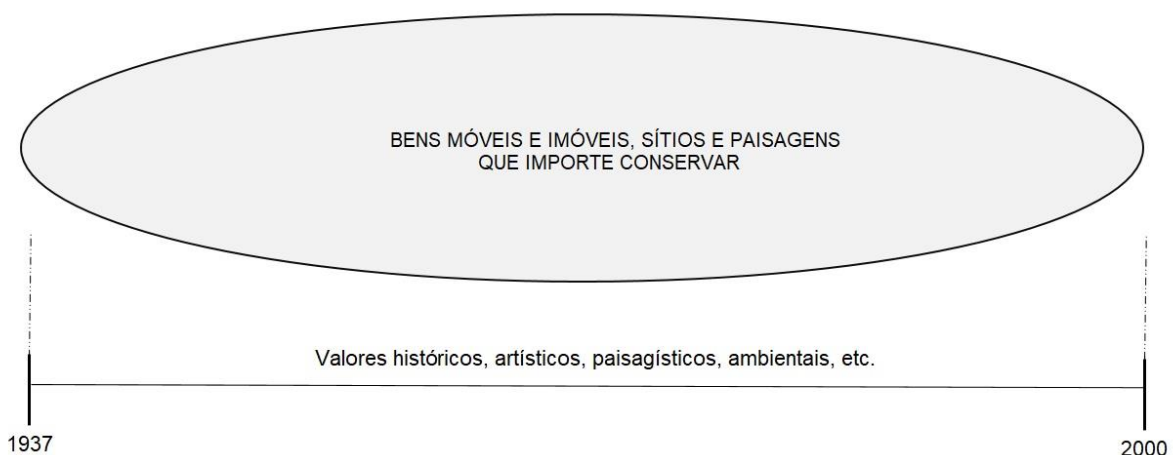 BENS MÓVEIS E IMÓVEIS, SÍTIOS E PAISAGENS
QUE IMPORTE CONSERVAR
Valores históricos, artísticos, paisagísticos, ambientais, etc.
1937
2000